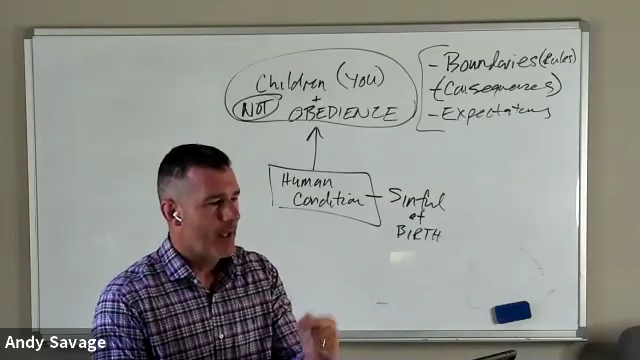 Children (You)
+
NOT OBEDIENCE
- Boundaries (Rules)
- (Consequences)
- Expectations
Human
Condition
Sinful
at
BIRTH
Andy Savage